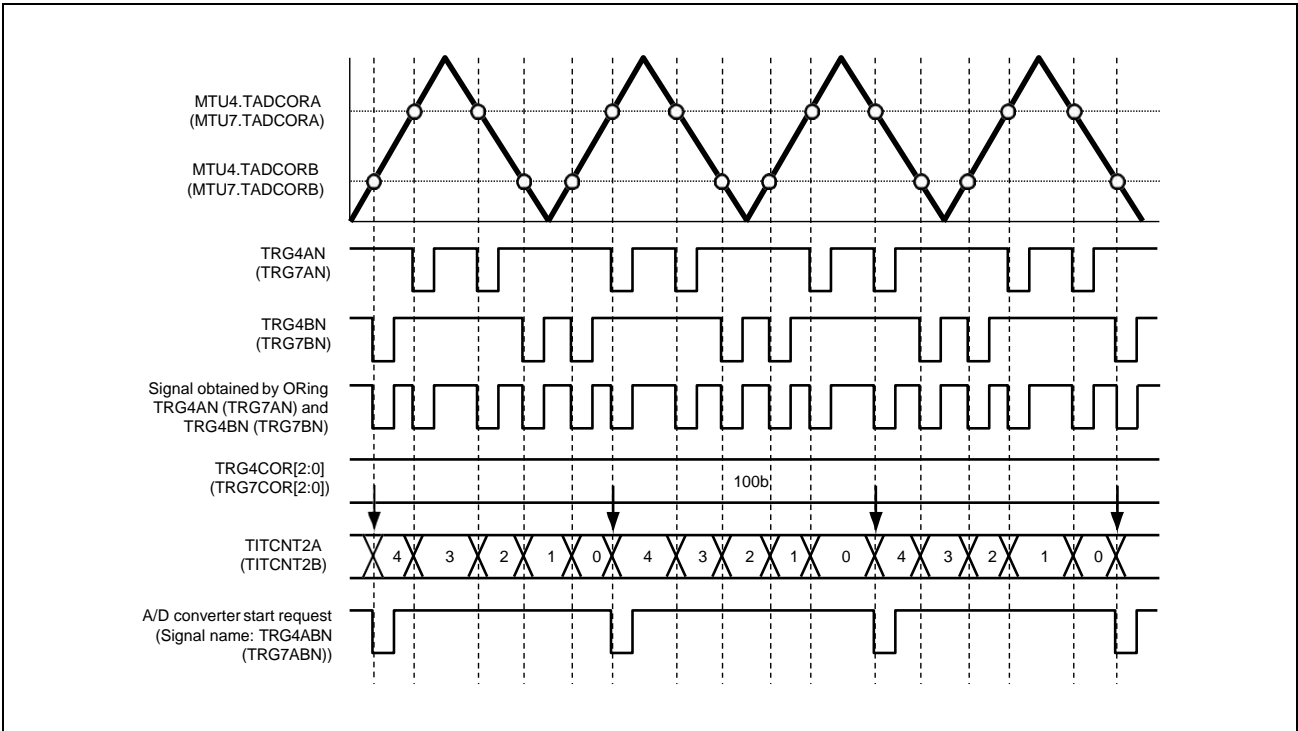 MTU4.TADCORA
(MTU7.TADCORA)
MTU4.TADCORB
(MTU7.TADCORB)
TRG4AN
(TRG7AN)
TRG4BN
(TRG7BN)
Signal obtained by ORing
TRG4AN (TRG7AN) and
TRG4BN (TRG7BN)
TRG4COR[2:0]
(TRG7COR[2:0])
100b
TITCNT2A
(TITCNT2B)
4 3 2 1 0 4 3 2 1 0 4 3 2 1 0
A/D converter start request
(Signal name: TRG4ABN
(TRG7ABN))